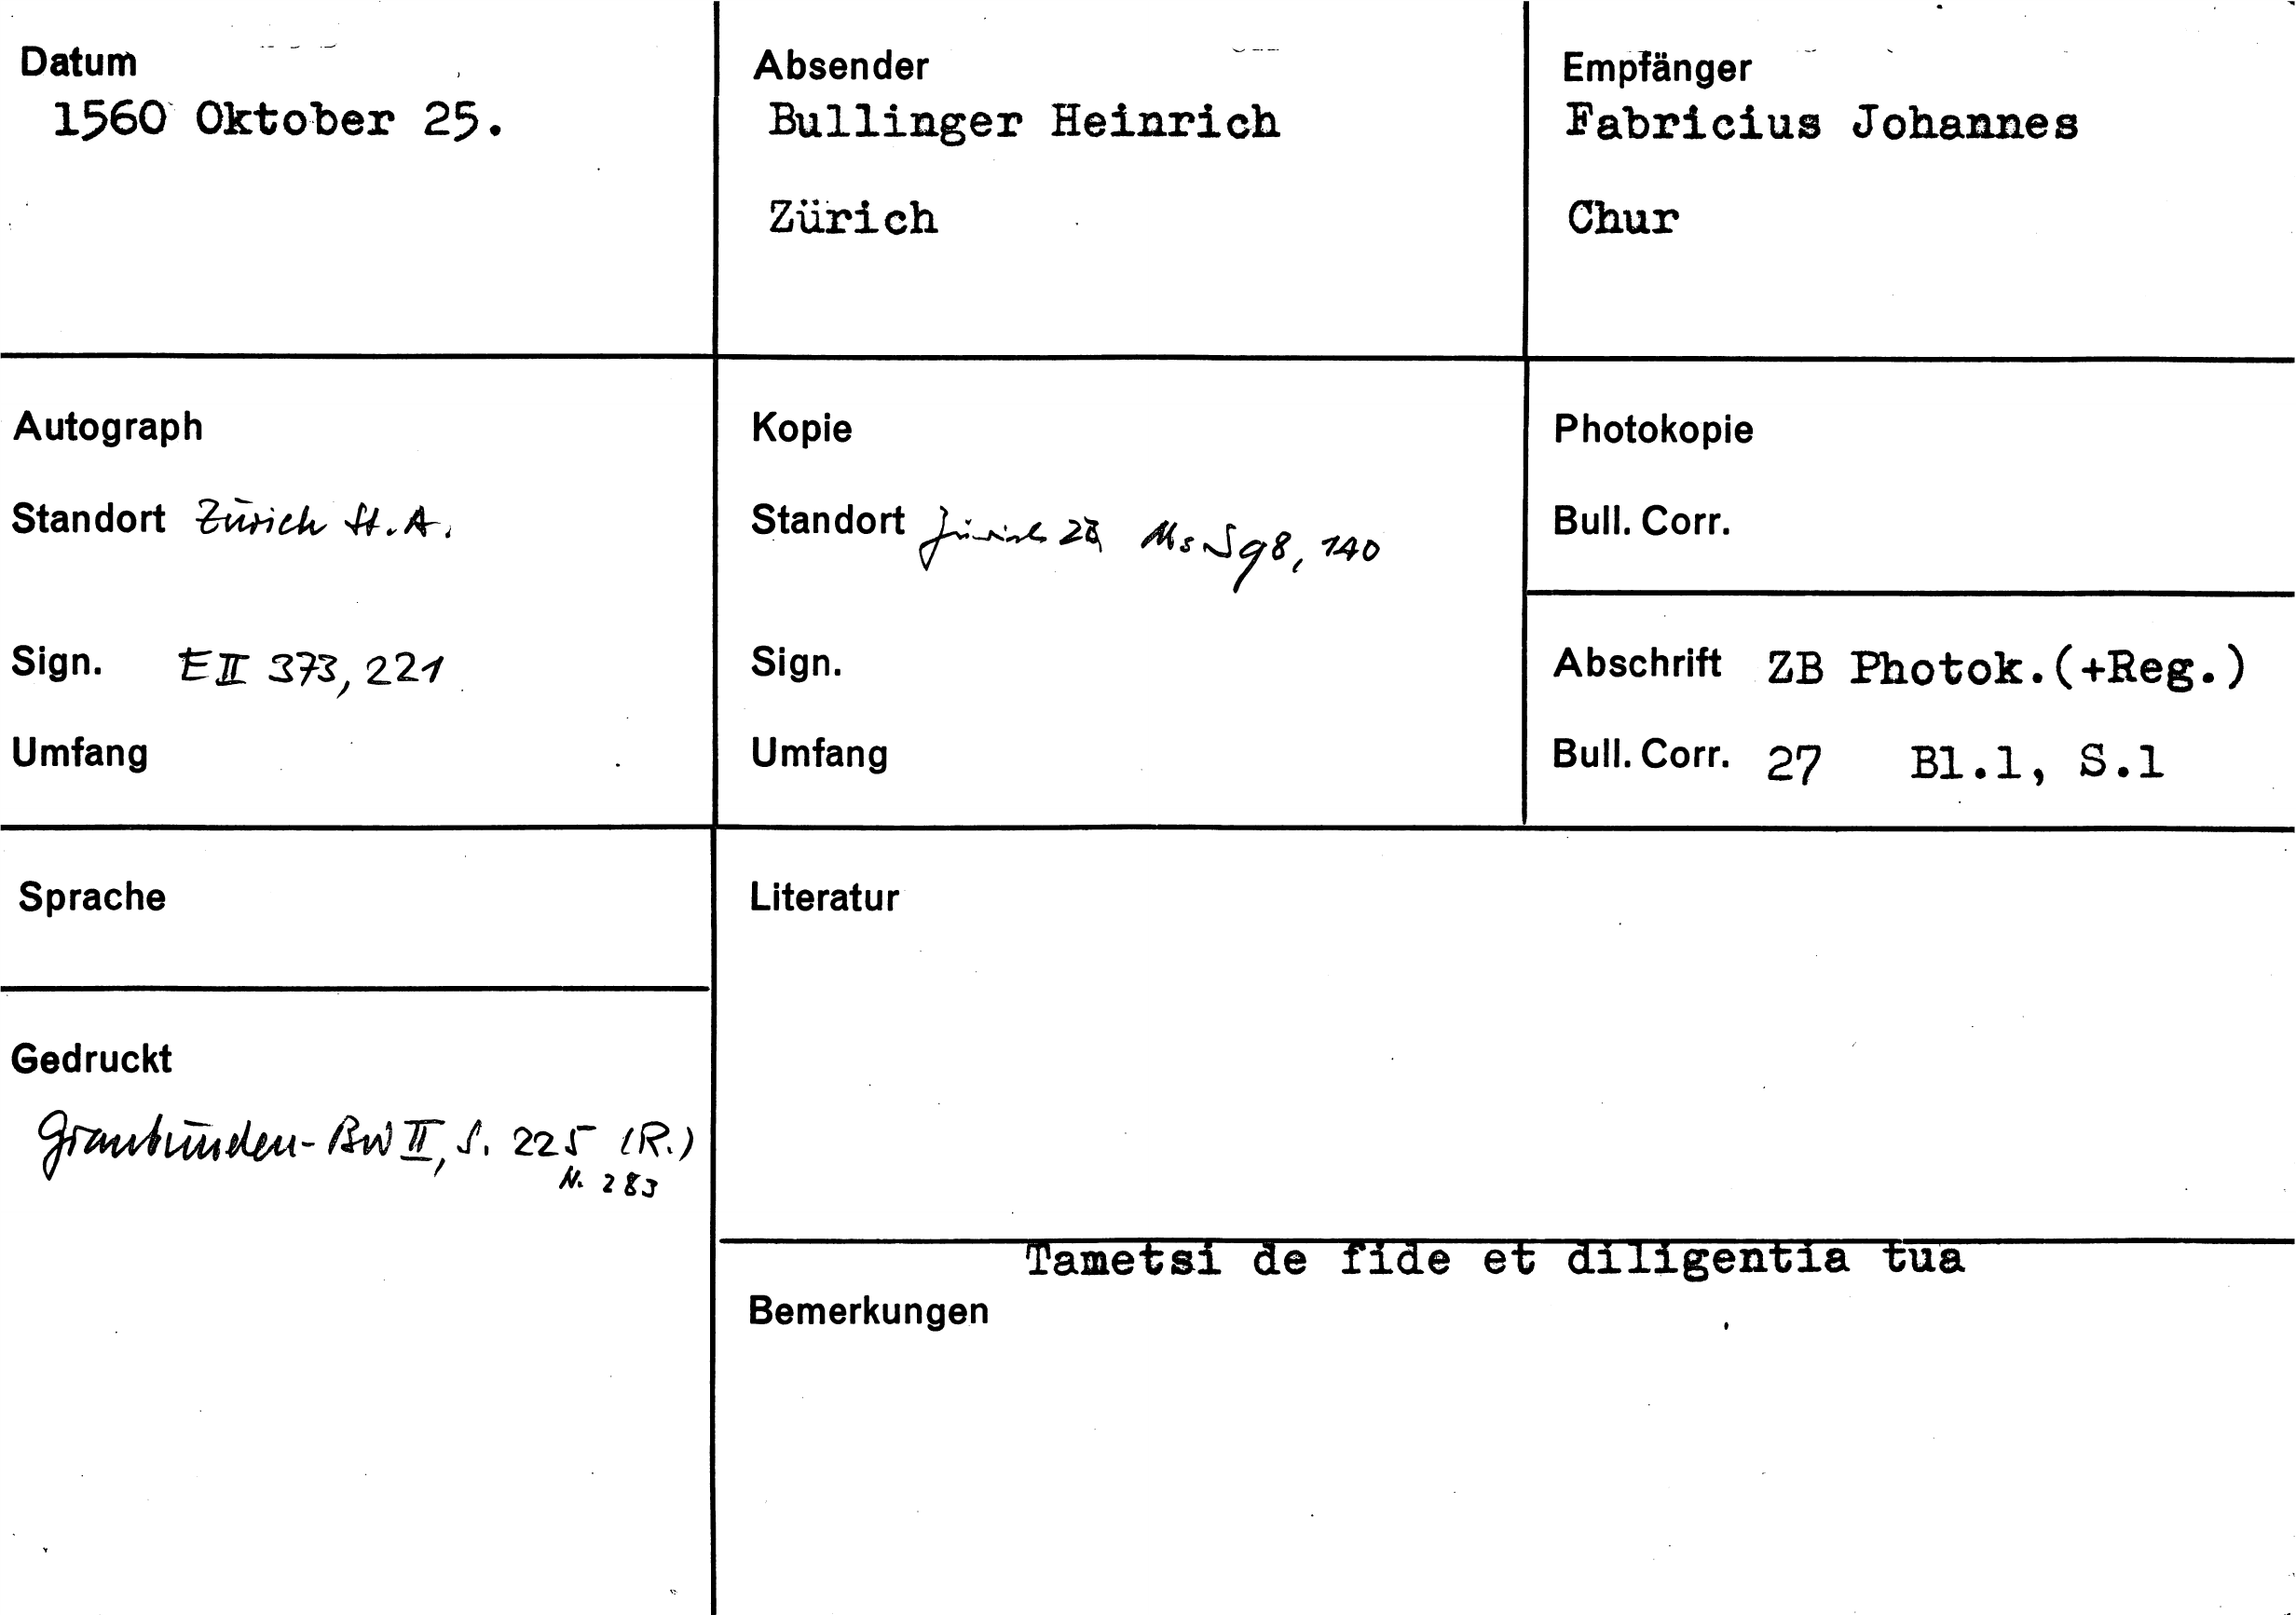 Datum
1560 Oktober 25.
Absender
Bullinger Heinrich
Zürich
Empfänger
Fabricius Johannes
Chur
Autograph
Standort Zürich St.A.
Sign. E II 373, 221
Umfang
Kopie
Standort Zürich ZB Ms S 98, 140
Sign.
Umfang
Photokopie
Bull. Corr.
Abschrift ZB Photok.(+Reg.)
Bull. Corr. 27 Bl.1, S.1
Sprache
Gedruckt
Graubünden-BW II, S. 225 (R.)
N. 283
Literatur
Tametsi de fide et diligentia tua
Bemerkungen